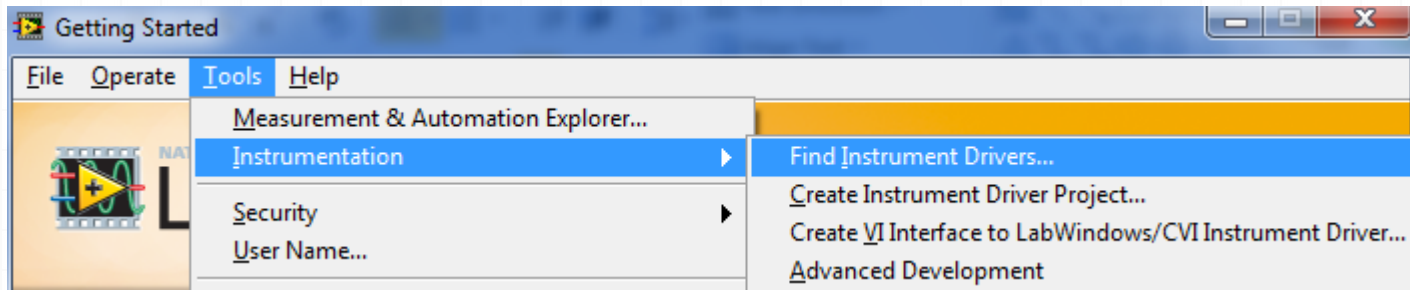 Getting Started
File Operate Tools Help
Measurement & Automation Explorer...
Instrumentation
Security
User Name...
Find Instrument Drivers...
Create Instrument Driver Project...
Create VI Interface to LabWindows/CVI Instrument Driver...
Advanced Development
NAT
L